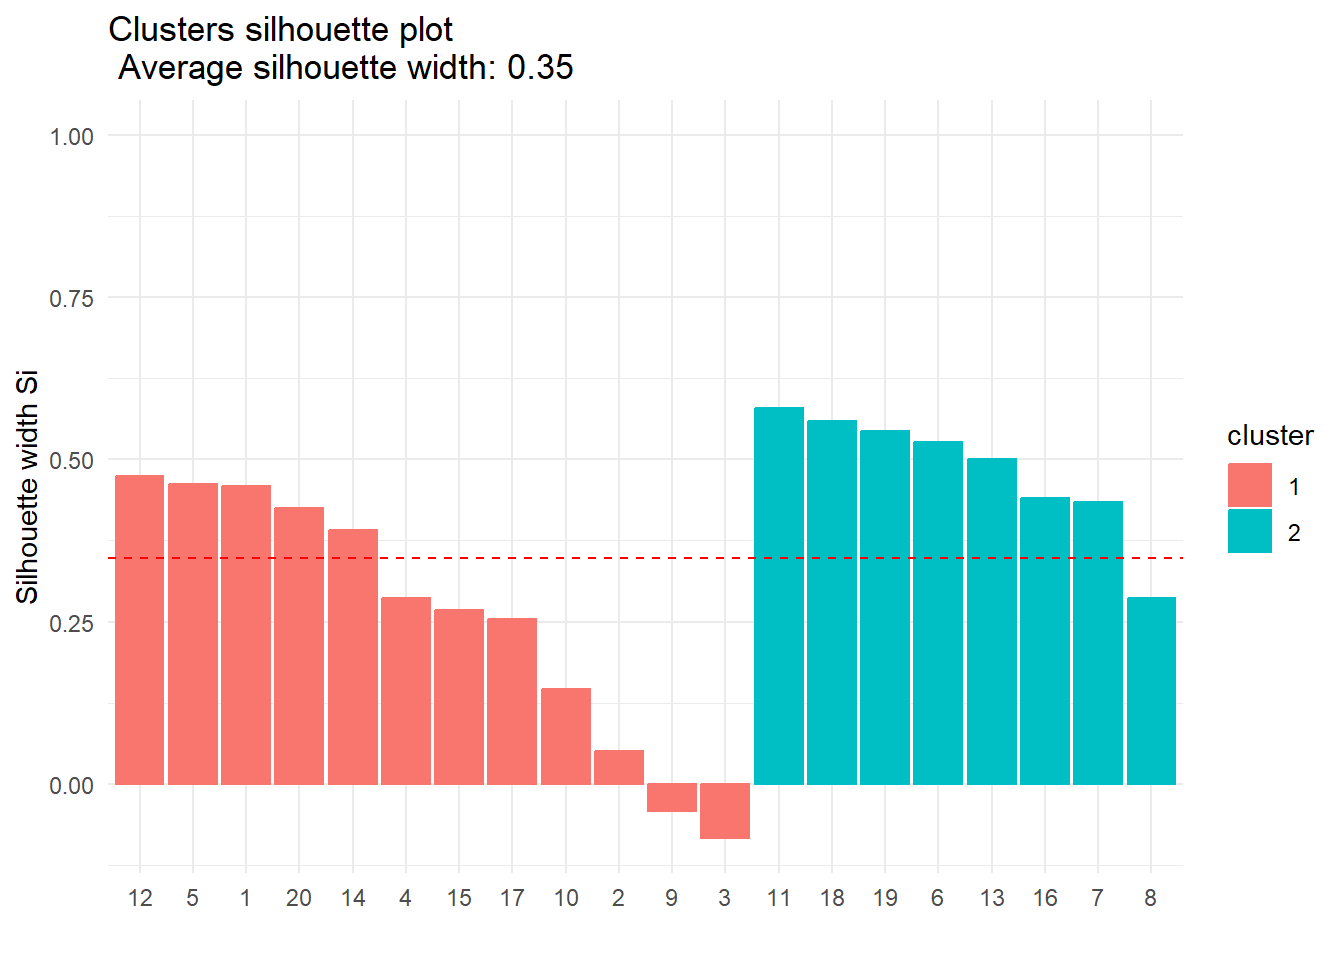 Clusters silhouette plot
Average silhouette width: 0.35
1.00
0.75
0.50
0.25
0.00
Silhouette width Si
12 5 1 20 14 4 15 17 10 2 9 3 11 18 19 6 13 16 7 8
cluster
1
2